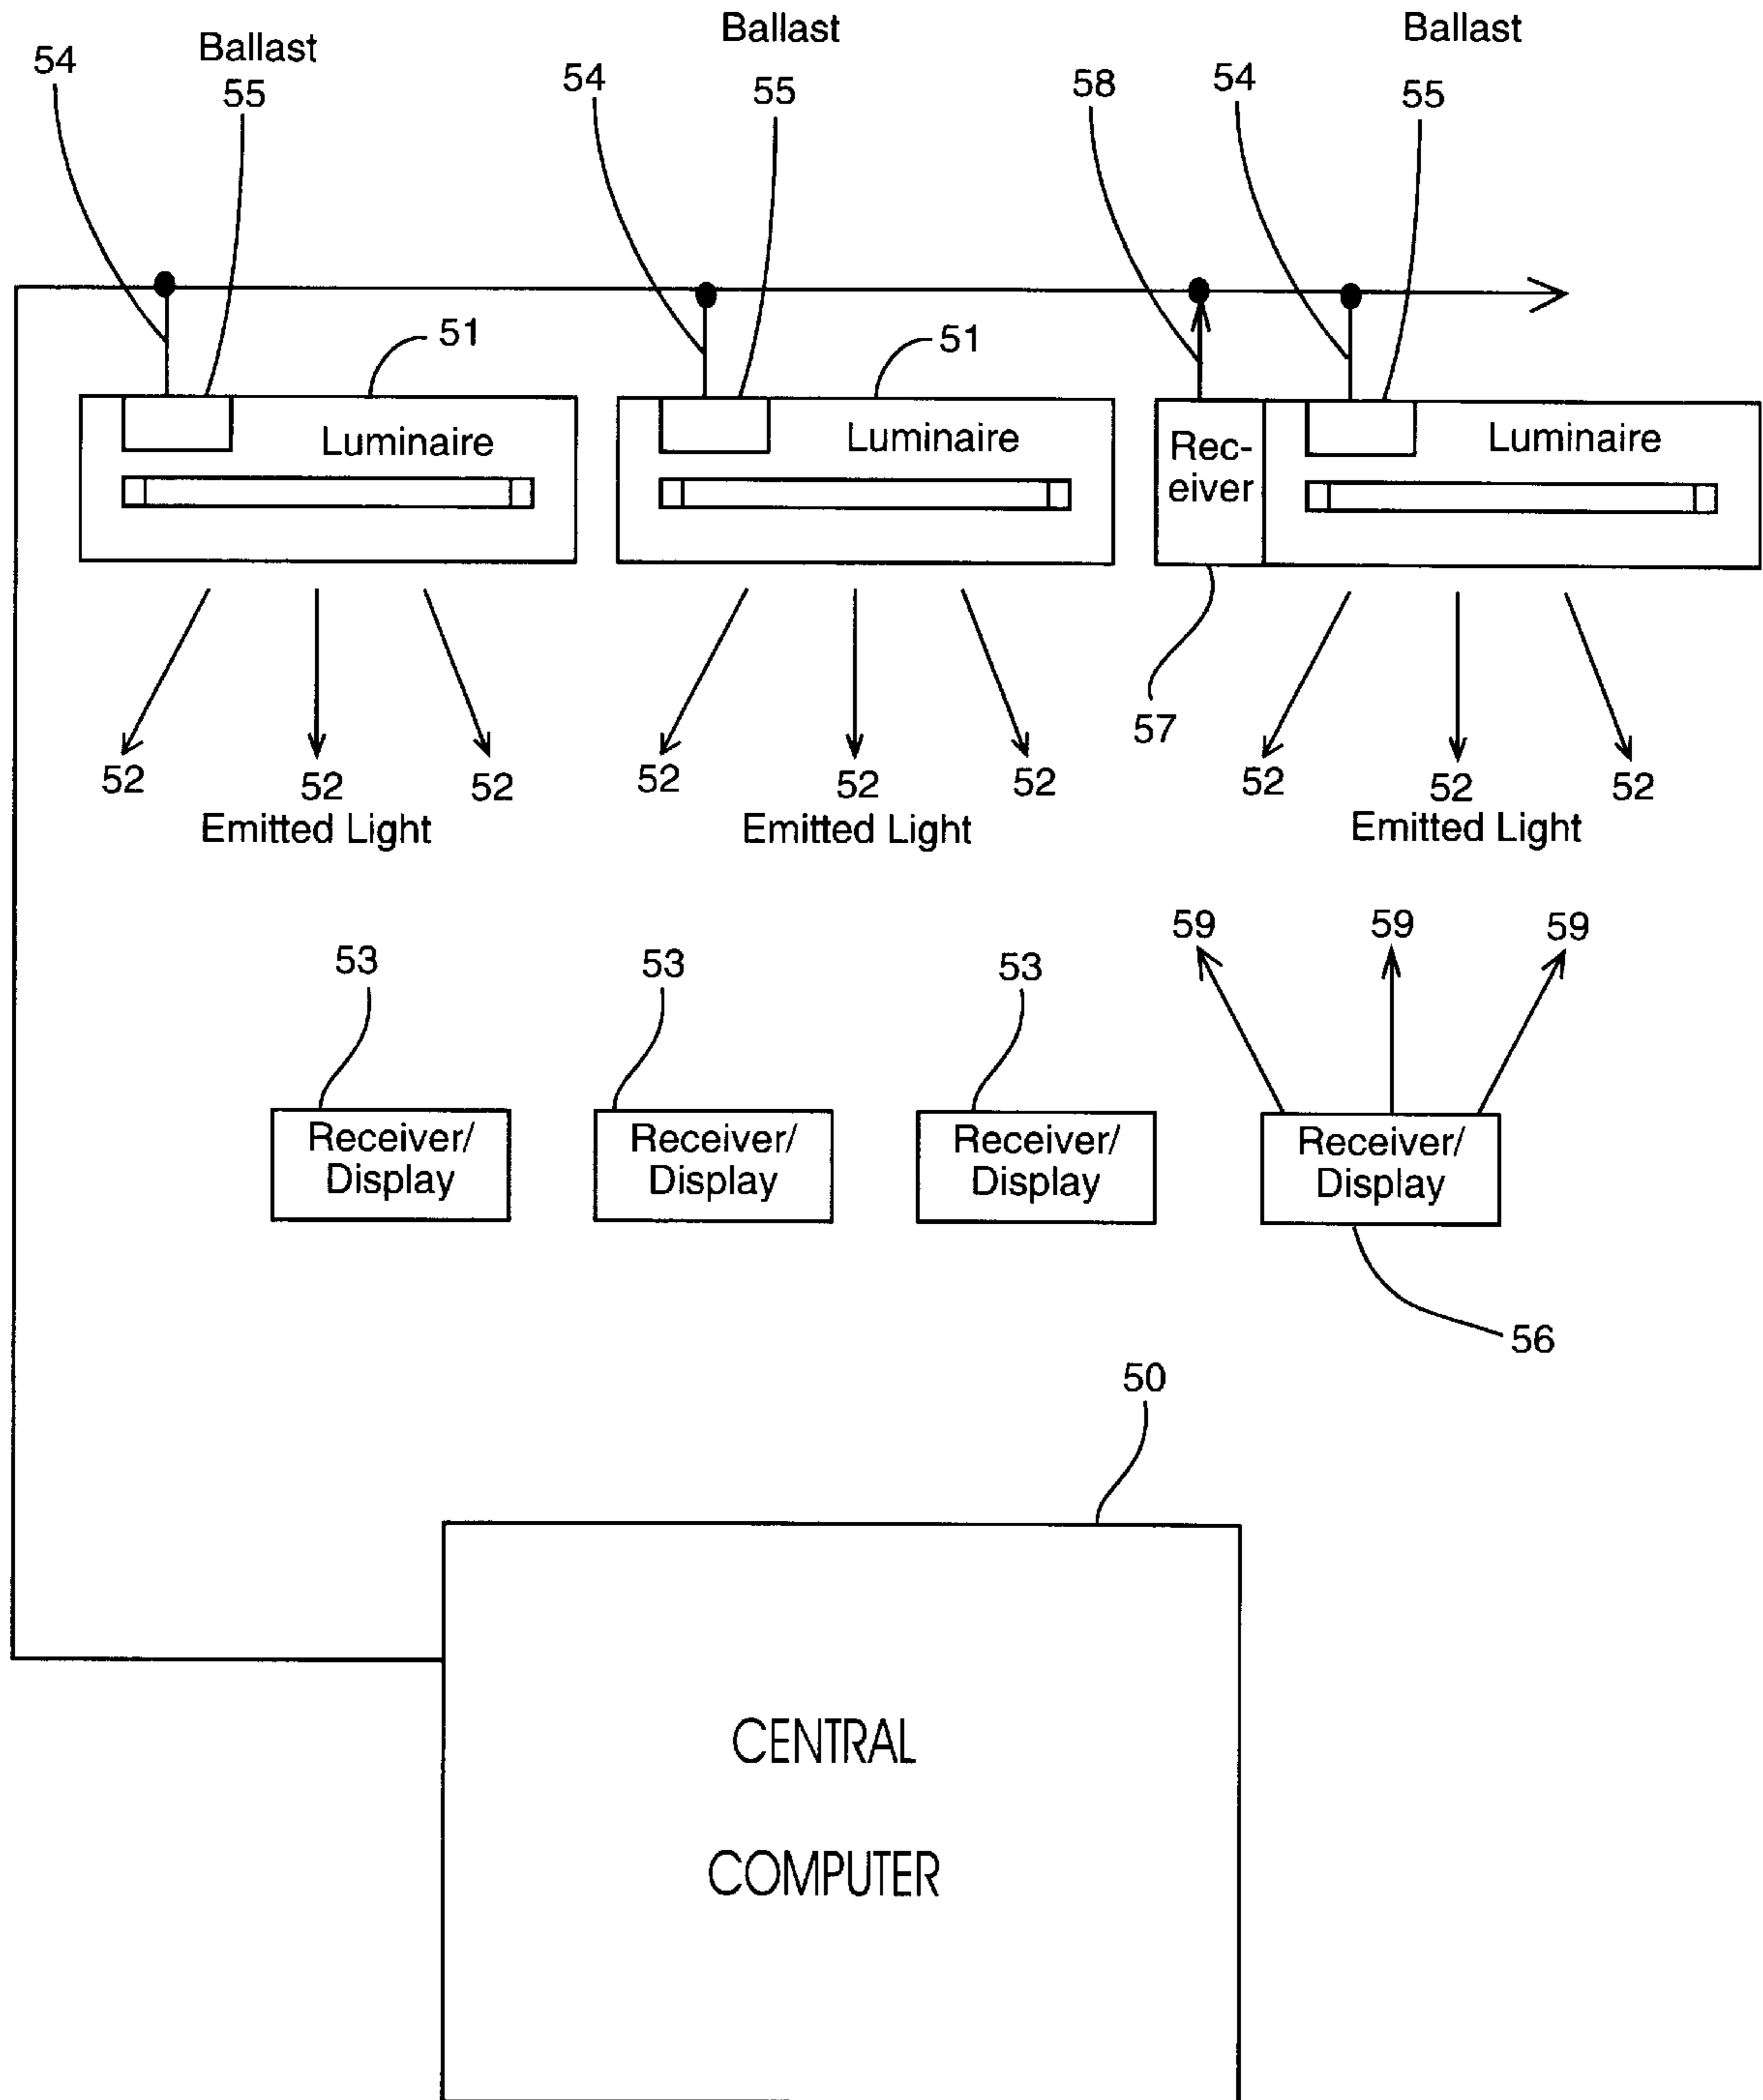 Ballast Ballast Ballast
54 55 54 55 58 54 55
51 51
Luminaire Luminaire Rec-
eiver Luminaire
57
52 52 52 52 52 52 52 52 52
Emitted Light Emitted Light Emitted Light
59 59 59
53 53 53
Receiver/
Display
Receiver/
Display
Receiver/
Display
Receiver/
Display
56
50
CENTRAL
COMPUTER